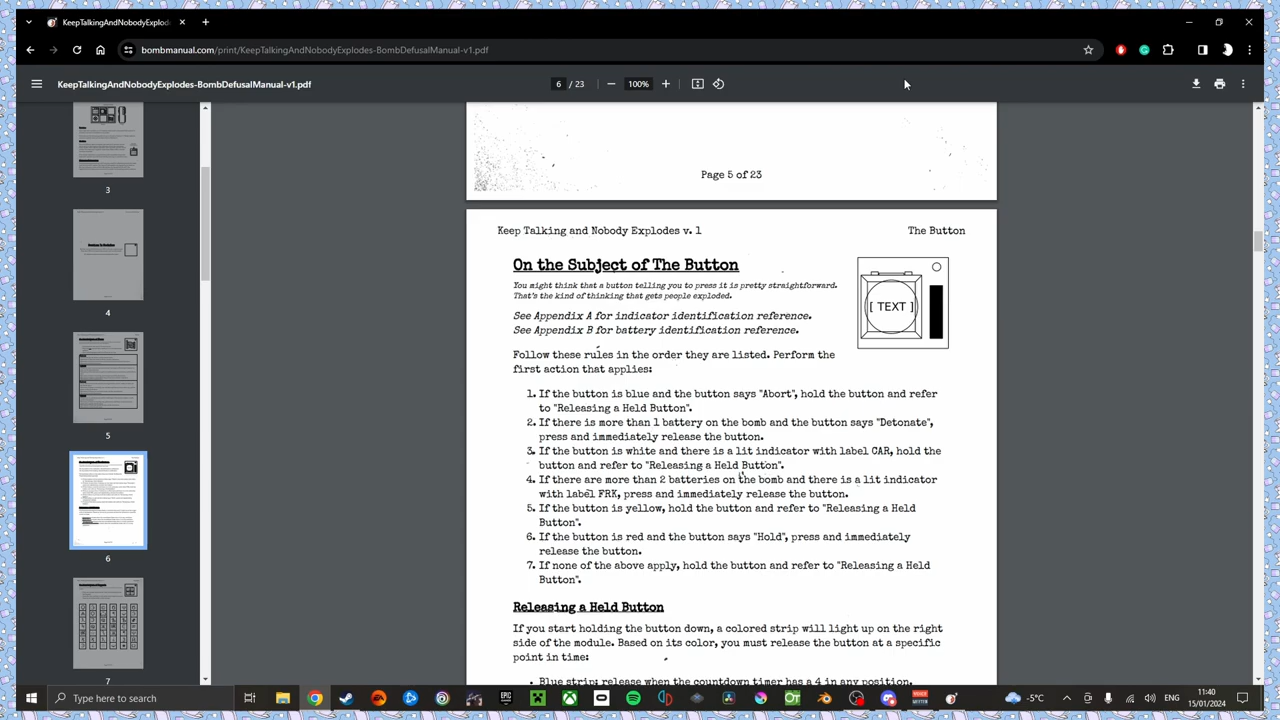 KeepTalkingAndNobodyExplod
bombmanual.com/print/KeepTalkingAndNobodyExplodes-BombDefusalManual-v1.pdf
KeepTalkingAndNobodyExplodes-BombDefusalManual-v1.pdf
6 / 23
100%
3
4
5
6
7
Page 5 of 23
Keep Talking and Nobody Explodes v. 1
The Button
On the Subject of The Button
You might think that a button telling you to press it is pretty straightforward.
That's the kind of thinking that gets people exploded.
See Appendix A for indicator identification reference.
See Appendix B for battery identification reference.
[ TEXT ]
Follow these rules in the order they are listed. Perform the
first action that applies:
1. If the button is blue and the button says "Abort", hold the button and refer
to "Releasing a Held Button".
2. If there is more than 1 battery on the bomb and the button says "Detonate",
press and immediately release the button.
3. If the button is white and there is a lit indicator with label CAR, hold the
button and refer to "Releasing a Held Button".
4. If there are more than 2 batteries on the bomb and there is a lit indicator
with label FRK, press and immediately release the button.
5. If the button is yellow, hold the button and refer to "Releasing a Held
Button".
6. If the button is red and the button says "Hold", press and immediately
release the button.
7. If none of the above apply, hold the button and refer to "Releasing a Held
Button".
Releasing a Held Button
If you start holding the button down, a colored strip will light up on the right
side of the module. Based on its color, you must release the button at a specific
point in time:
• Blue strip: release when the countdown timer has a 4 in any position.
Type here to search
-5°C
ENG
11:40
15/01/2024